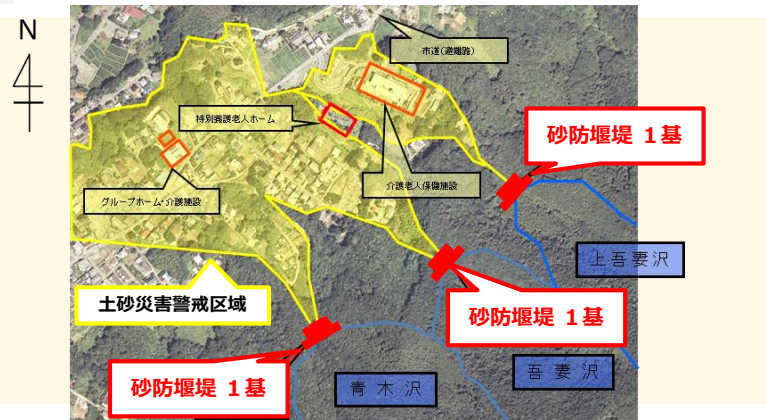 N
市道(避難路)
砂防堰堤 1基
特別養護老人ホーム
介護老人保健施設
グループホーム・介護施設
上吾妻沢
土砂災害警戒区域
砂防堰堤 1基
吾妻沢
砂防堰堤 1基
青木沢